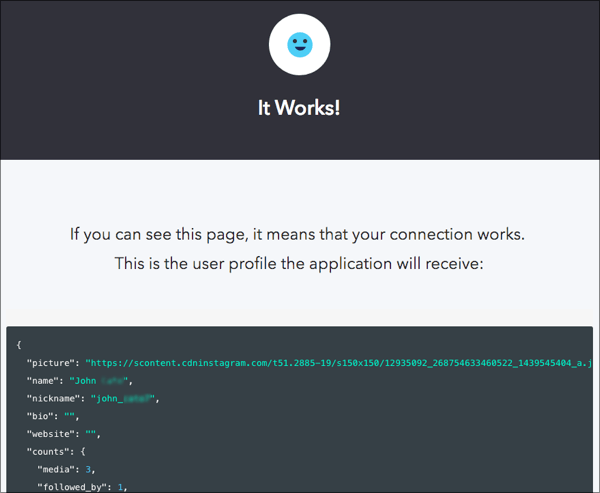 It Works!
If you can see this page, it means that your connection works.
This is the user profile the application will receive:
{
"picture": "https://scontent.cdninstagram.com/t51.2885-19/s150x150/12935092_268754633460522_1439545404_a.j
"name": "John ",
"nickname": "john_ ",
"bio": "",
"website": "",
"counts": {
"media": 3,
"followed_by": 1,